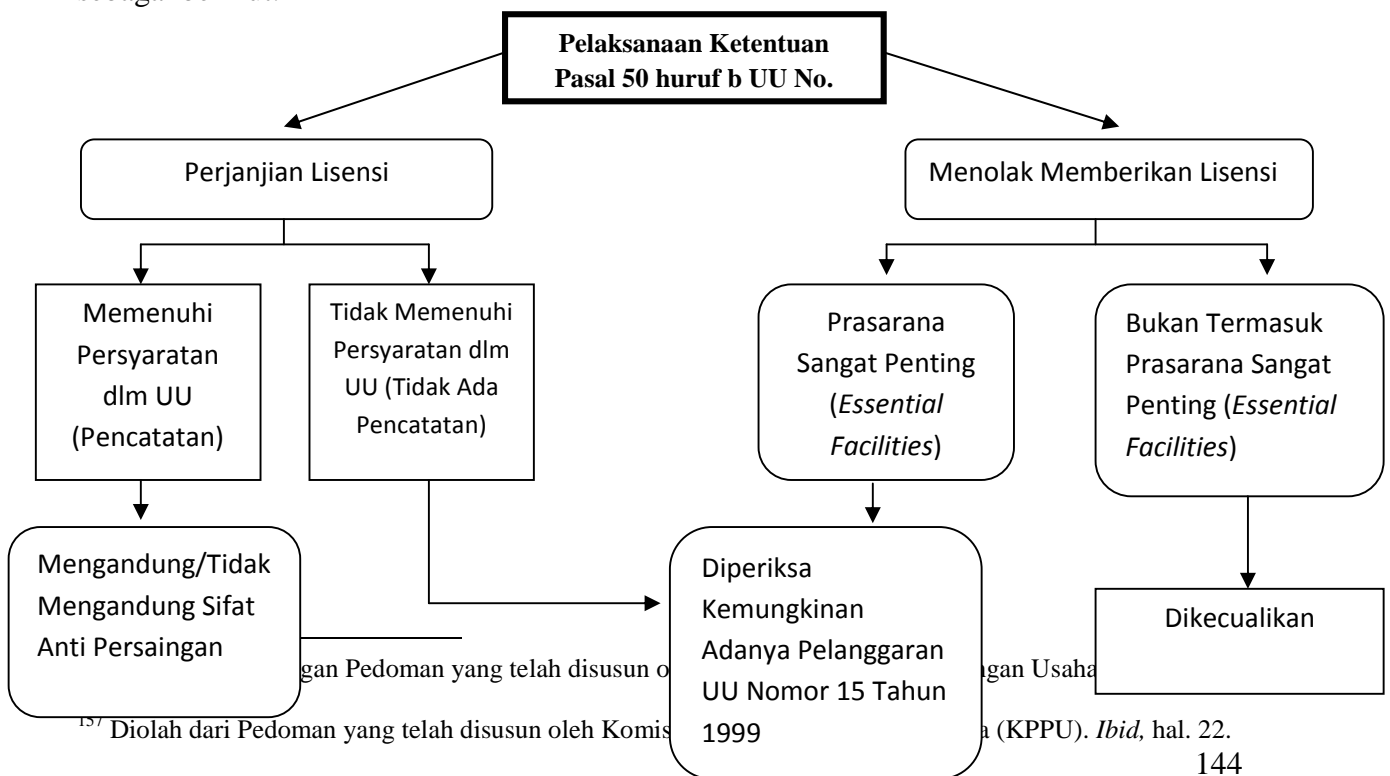 Pelaksanaan Ketentuan
Pasal 50 huruf b UU No.
Perjanjian Lisensi
Menolak Memberikan Lisensi
Memenuhi
Persyaratan
dlm UU
(Pencatatan)
Tidak Memenuhi
Persyaratan dlm
UU (Tidak Ada
Pencatatan)
Prasarana
Sangat Penting
(Essential
Facilities)
Bukan Termasuk
Prasarana Sangat
Penting (Essential
Facilities)
Mengandung/Tidak
Mengandung Sifat
Anti Persaingan
Diperiksa
Kemungkinan
Adanya Pelanggaran
UU Nomor 15 Tahun
1999
Dikecualikan
Pedoman yang telah disusun Usaha
157 Diolah dari Pedoman yang telah disusun oleh (KPPU). Ibid, hal. 22.
144